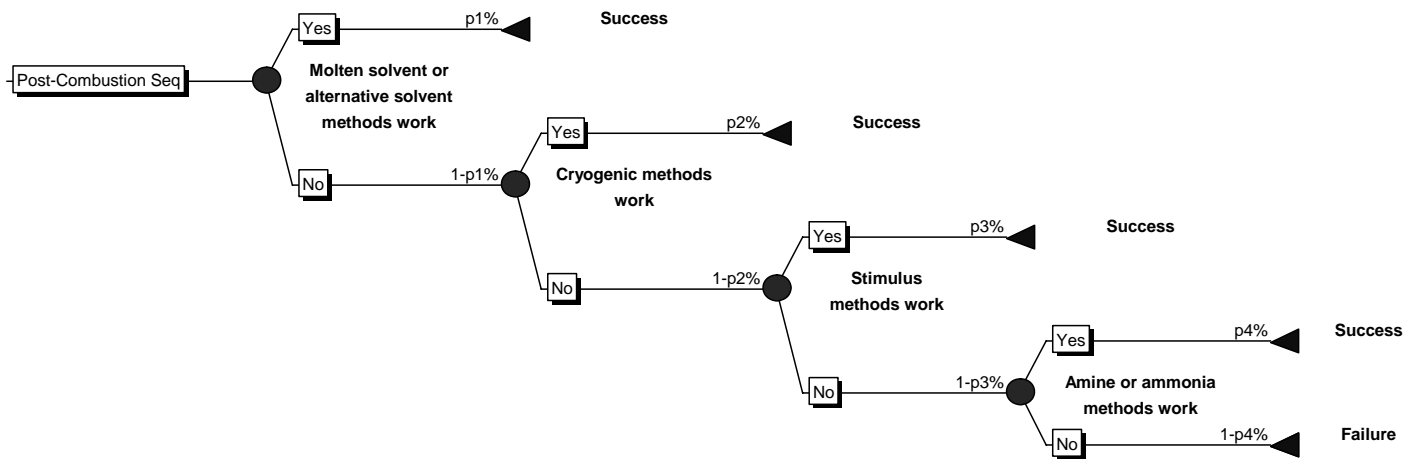 Yes
p1%
Success
Post-Combustion Seq
Molten solvent or
alternative solvent
methods work
No
1-p1%
Yes
p2%
Success
Cryogenic methods
work
No
1-p2%
Yes
p3%
Success
Stimulus
methods work
No
1-p3%
Yes
p4%
Success
Amine or ammonia
methods work
No
1-p4%
Failure